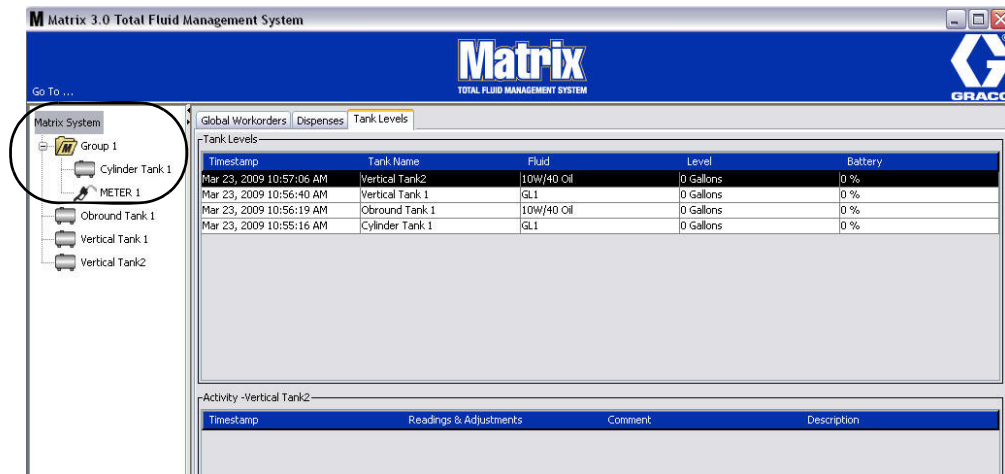 M Matrix 3.0 Total Fluid Management System
Matrix
TOTAL FLUID MANAGEMENT SYSTEM
G
GRACO
Go To ...
Matrix System
M Group 1
Cylinder Tank 1
METER 1
Obround Tank 1
Vertical Tank 1
Vertical Tank2
Global Workorders Dispenses Tank Levels
Tank Levels
Timestamp Tank Name Fluid Level Battery
Mar 23, 2009 10:57:06 AM Vertical Tank2 10W/40 Oil 0 Gallons 0 %
Mar 23, 2009 10:56:40 AM Vertical Tank 1 GL1 0 Gallons 0 %
Mar 23, 2009 10:56:19 AM Obround Tank 1 10W/40 Oil 0 Gallons 0 %
Mar 23, 2009 10:55:16 AM Cylinder Tank 1 GL1 0 Gallons 0 %
Activity -Vertical Tank2
Timestamp Readings & Adjustments Comment Description